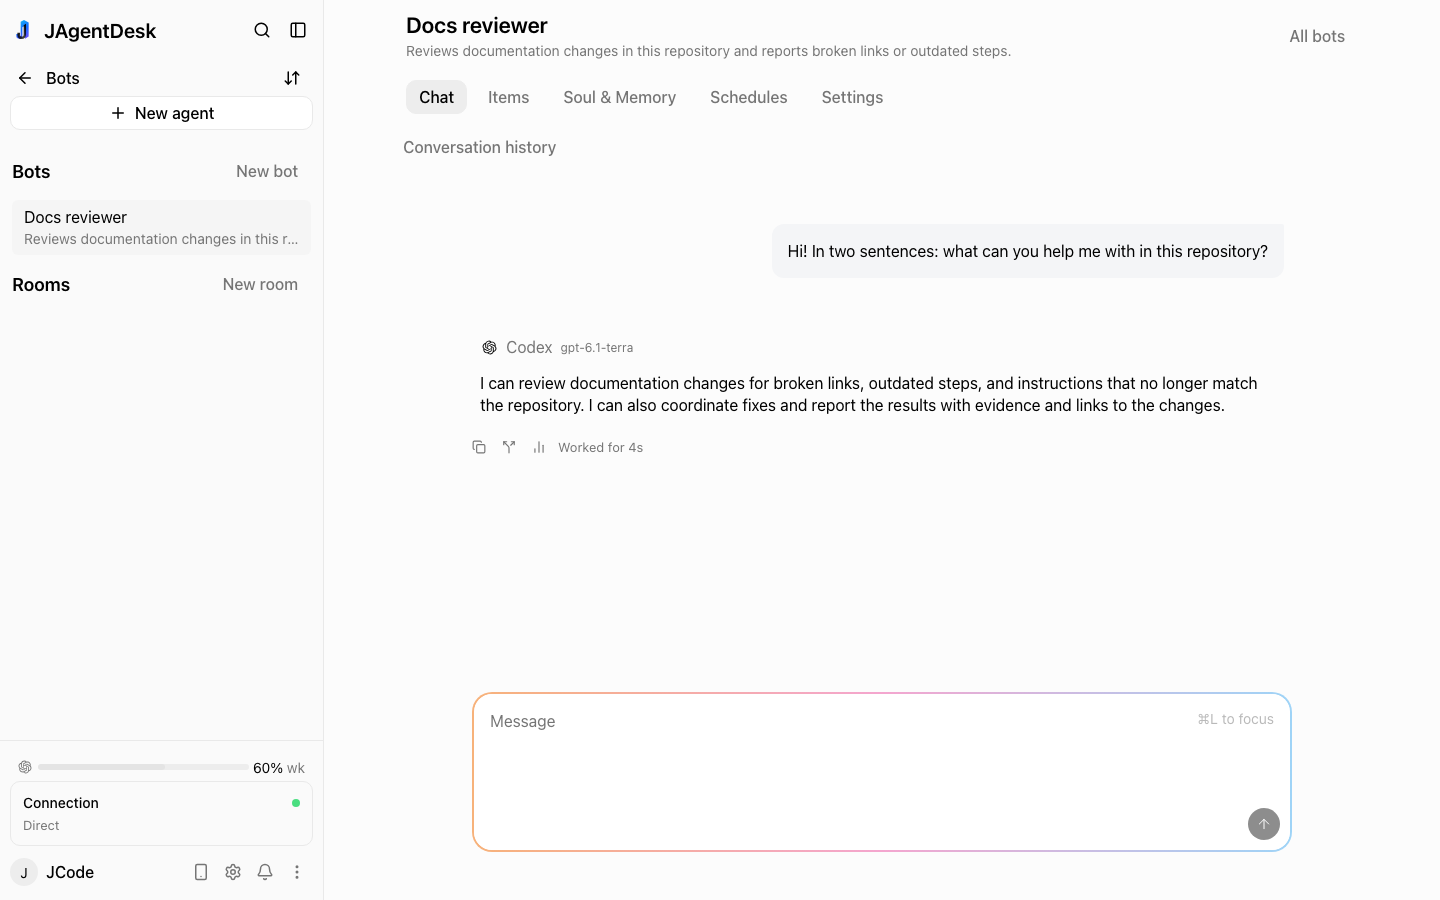 JAgentDesk
Bots
New agent
Bots
New bot
Docs reviewer
Reviews documentation changes in this r...
Rooms
New room
60% wk
Connection
Direct
J
JCode
Docs reviewer
Reviews documentation changes in this repository and reports broken links or outdated steps.
All bots
Chat
Items
Soul & Memory
Schedules
Settings
Conversation history
Hi! In two sentences: what can you help me with in this repository?
Codex gpt-6.1-terra
I can review documentation changes for broken links, outdated steps, and instructions that no longer match
the repository. I can also coordinate fixes and report the results with evidence and links to the changes.
Worked for 4s
Message
⌘L to focus